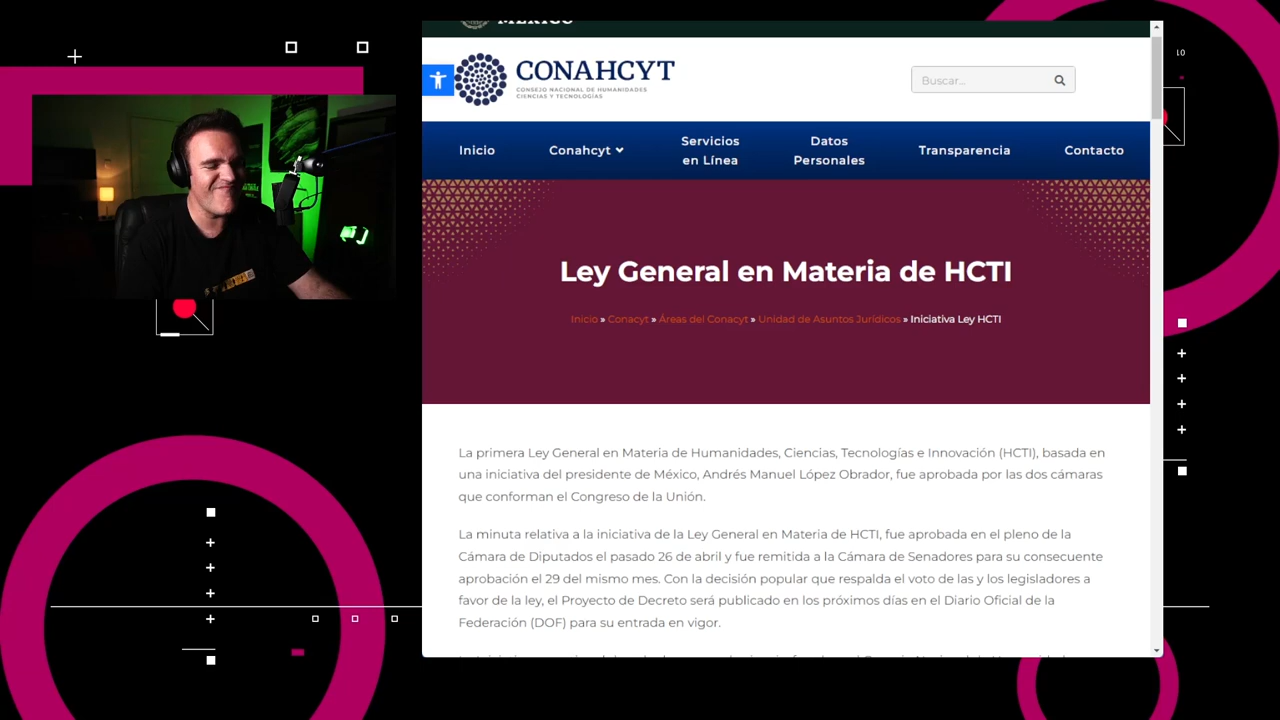 MÉXICO
CONAHCYT
CONSEJO NACIONAL DE HUMANIDADES
CIENCIAS Y TECNOLOGÍAS
Buscar...
Inicio
Conahcyt
Servicios
en Línea
Datos
Personales
Transparencia
Contacto
Ley General en Materia de HCTI
Inicio » Conacyt » Áreas del Conacyt » Unidad de Asuntos Jurídicos » Iniciativa Ley HCTI
La primera Ley General en Materia de Humanidades, Ciencias, Tecnologías e Innovación (HCTI), basada en
una iniciativa del presidente de México, Andrés Manuel López Obrador, fue aprobada por las dos cámaras
que conforman el Congreso de la Unión.
La minuta relativa a la iniciativa de la Ley General en Materia de HCTI, fue aprobada en el pleno de la
Cámara de Diputados el pasado 26 de abril y fue remitida a la Cámara de Senadores para su consecuente
aprobación el 29 del mismo mes. Con la decisión popular que respalda el voto de las y los legisladores a
favor de la ley, el Proyecto de Decreto será publicado en los próximos días en el Diario Oficial de la
Federación (DOF) para su entrada en vigor.
10